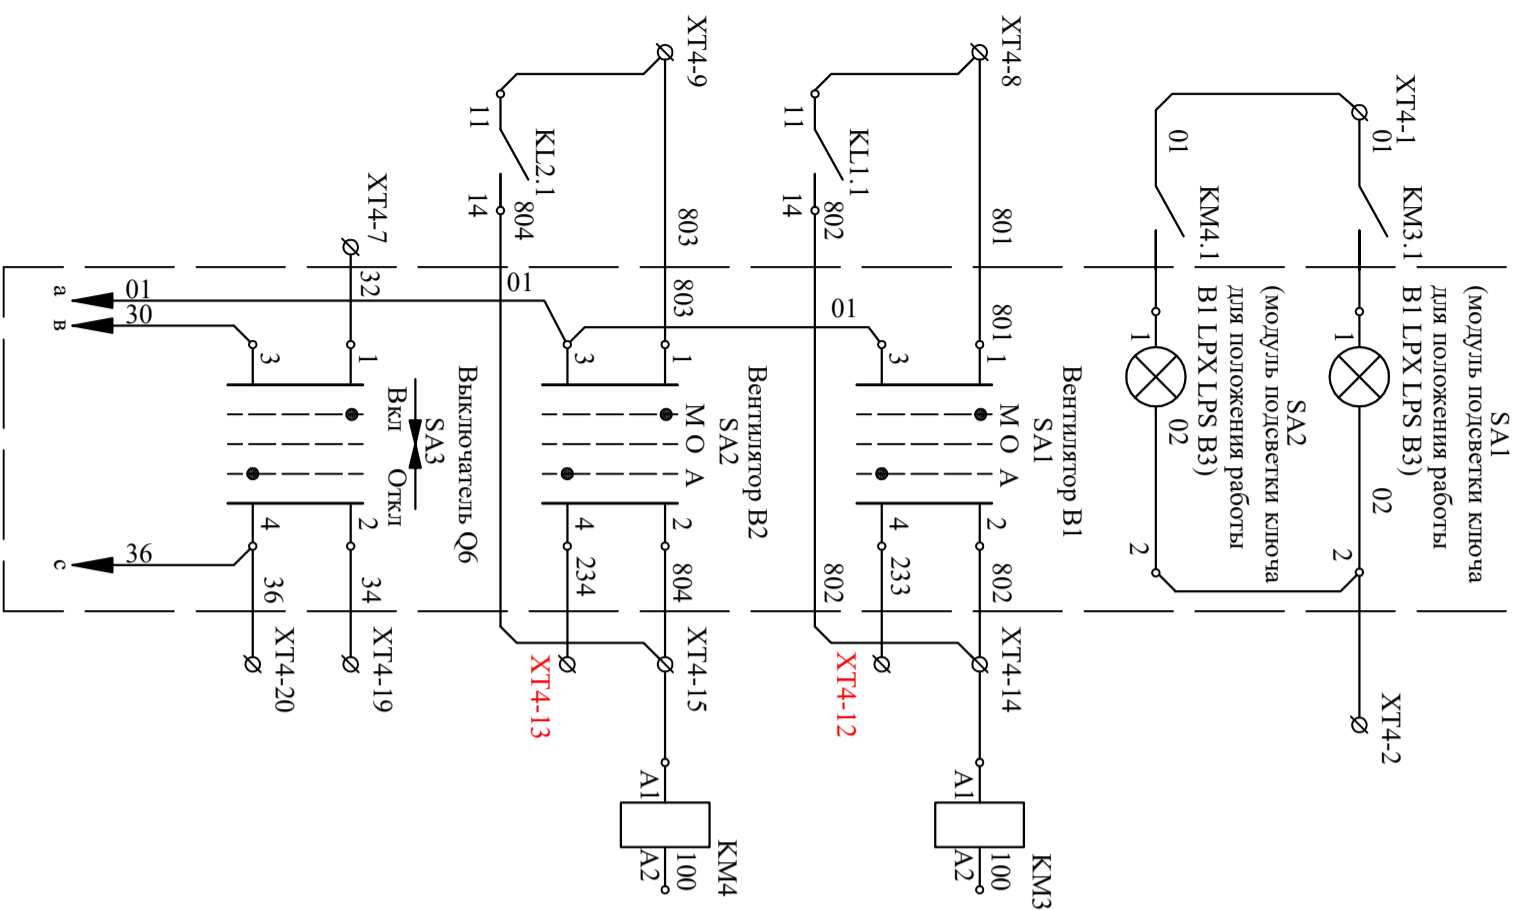 SA1
(модуль подсветки ключа
для положения работы
B1 LPX LPS B3)
XT4-1
01
KM3.1
1
02
2
XT4-2
SA2
(модуль подсветки ключа
для положения работы
B1 LPX LPS B3)
01
KM4.1
1
02
2
Вентилятор В1
SA1
М О А
XT4-8
801
801
1
2
802
XT4-14
A1
A2
100
KM3
KL1.1
11
14
802
01
3
4
233
802
XT4-12
Вентилятор В2
SA2
М О А
XT4-9
803
803
1
2
804
XT4-15
A1
A2
100
KM4
KL2.1
11
14
804
01
3
4
234
XT4-13
Выключатель Q6
SA3
Вкл
Откл
XT4-7
32
1
2
34
XT4-19
3
4
36
XT4-20
01
30
36
а
в
с